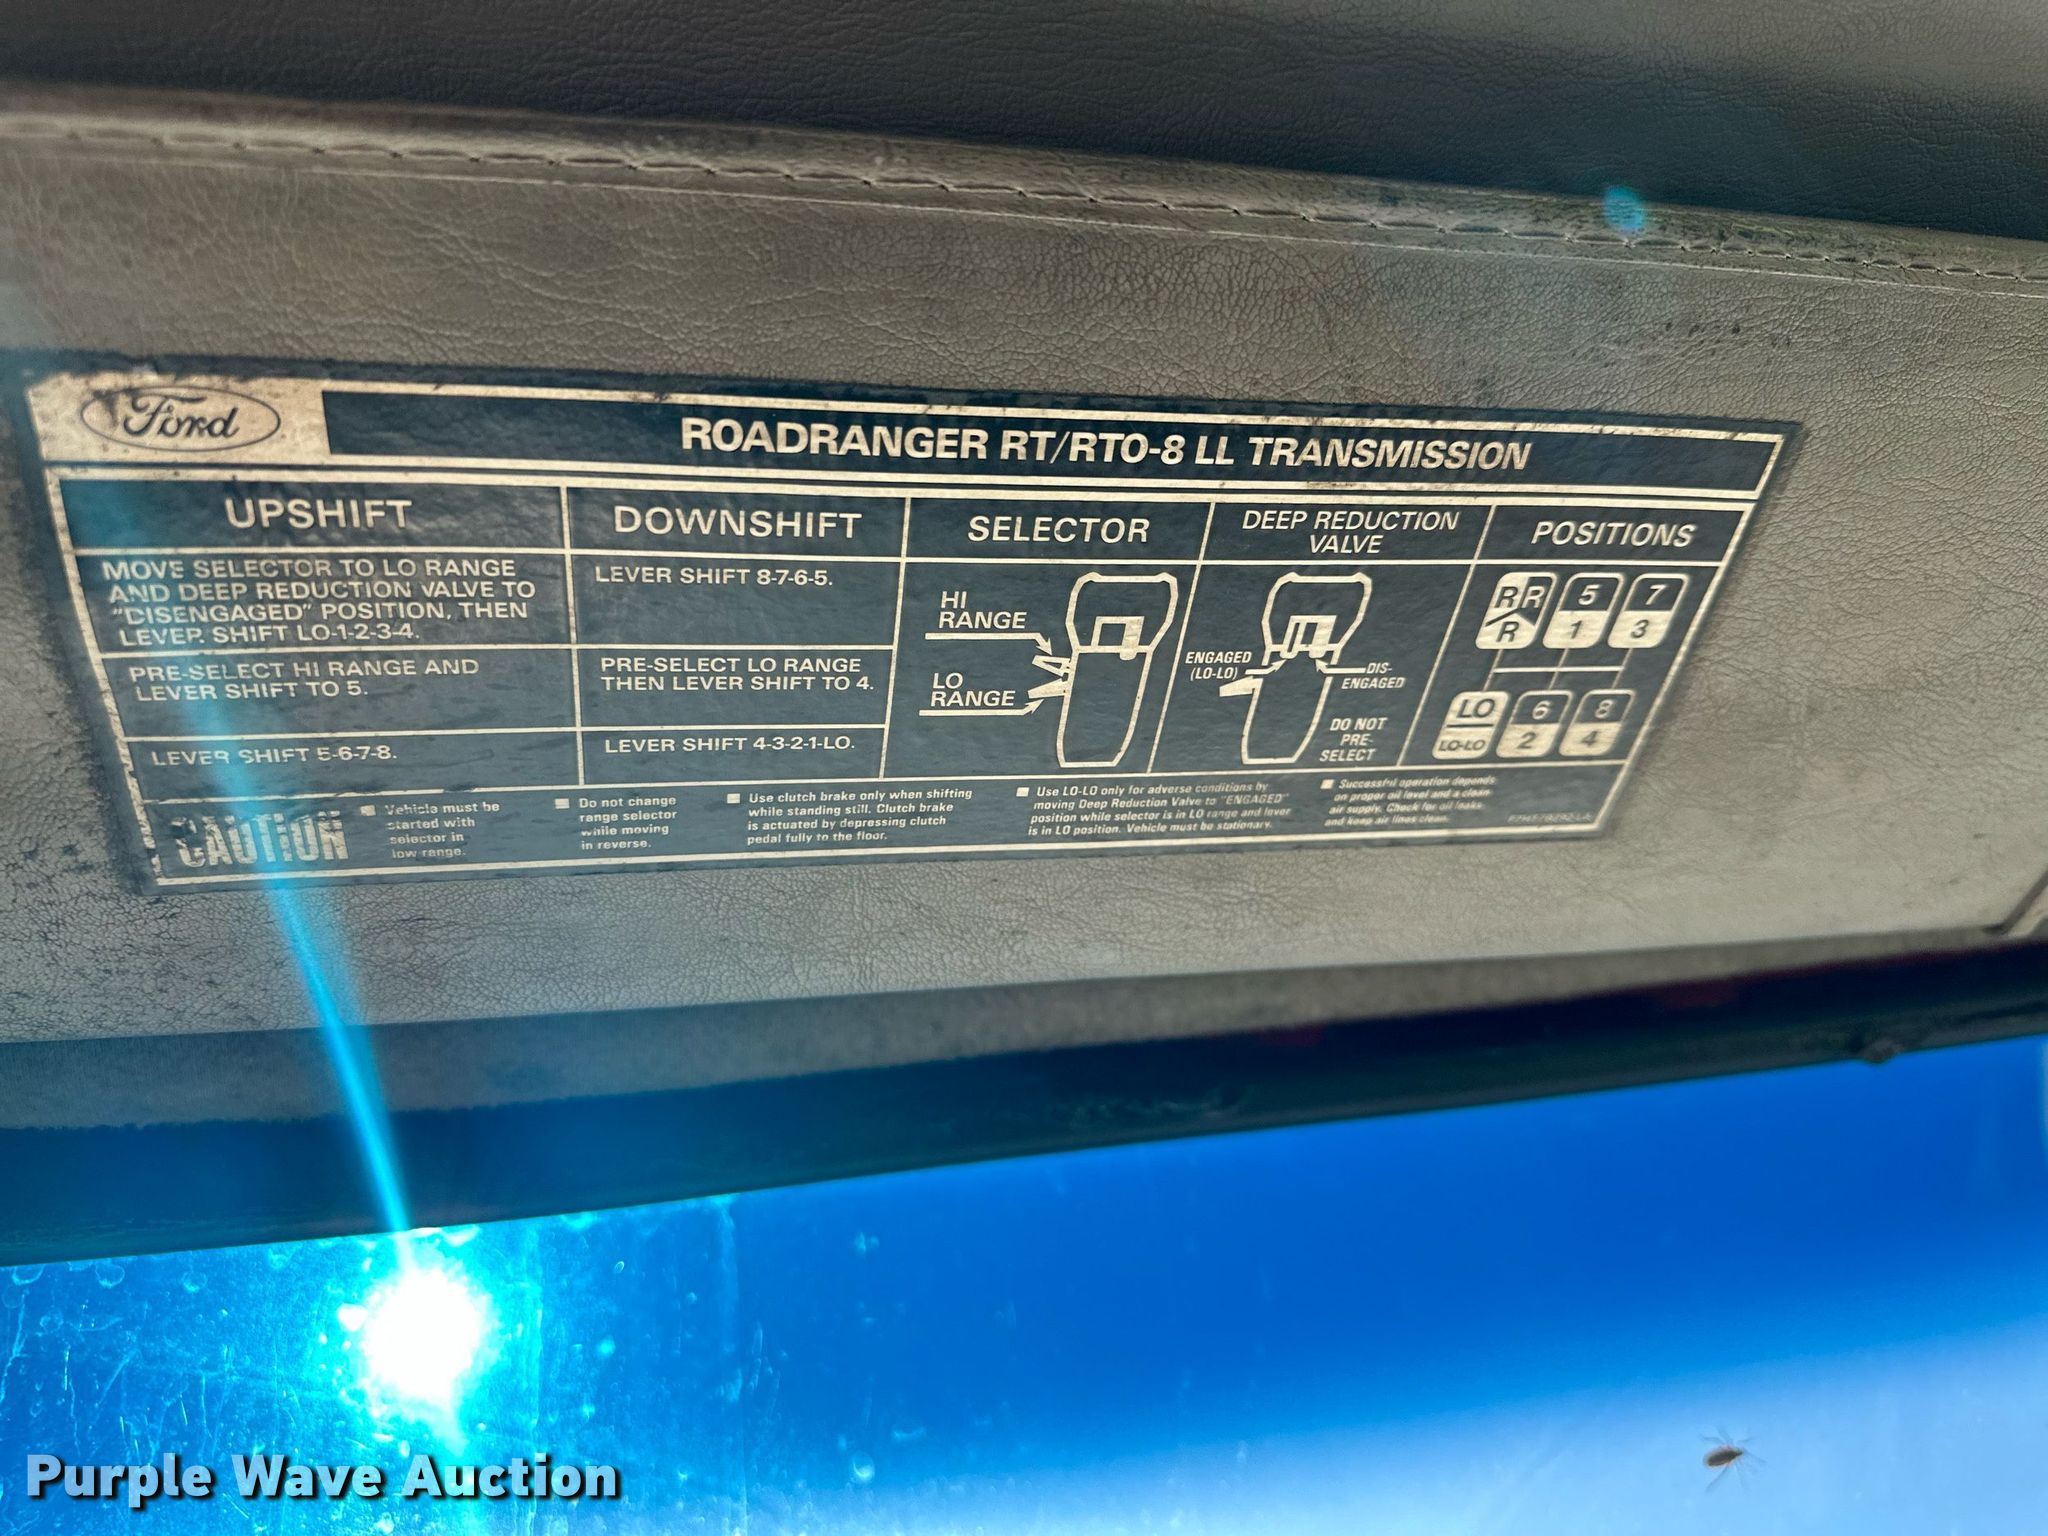 Ford
ROADRANGER RT/RTO-8 LL TRANSMISSION
UPSHIFT
MOVE SELECTOR TO LO RANGE
AND DEEP REDUCTION VALVE TO
"DISENGAGED" POSITION, THEN
LEVER SHIFT LO-1-2-3-4.
PRE-SELECT HI RANGE AND
LEVER SHIFT TO 5.
LEVER SHIFT 5-6-7-8.
DOWNSHIFT
LEVER SHIFT 8-7-6-5.
PRE-SELECT LO RANGE
THEN LEVER SHIFT TO 4.
LEVER SHIFT 4-3-2-1-LO.
SELECTOR
HI
RANGE
LO
RANGE
DEEP REDUCTION
VALVE
ENGAGED
(LO-LO)
DIS-
ENGAGED
DO NOT
PRE-
SELECT
POSITIONS
R R 5 7
R 1 3
LO 6 8
LO-LO 2 4
CAUTION
Vehicle must be
started with
selector in
low range.
Do not change
range selector
while moving
in reverse.
Use clutch brake only when shifting
while standing still. Clutch brake
is actuated by depressing clutch
pedal fully to the floor.
Use LO-LO only for adverse conditions by
moving Deep Reduction Valve to "ENGAGED"
position while selector is in LO range and lever
is in LO position. Vehicle must be stationary.
Successful operation depends
on proper oil level and a clean
air supply. Check for oil leaks
and keep air lines clean.
Purple Wave Auction